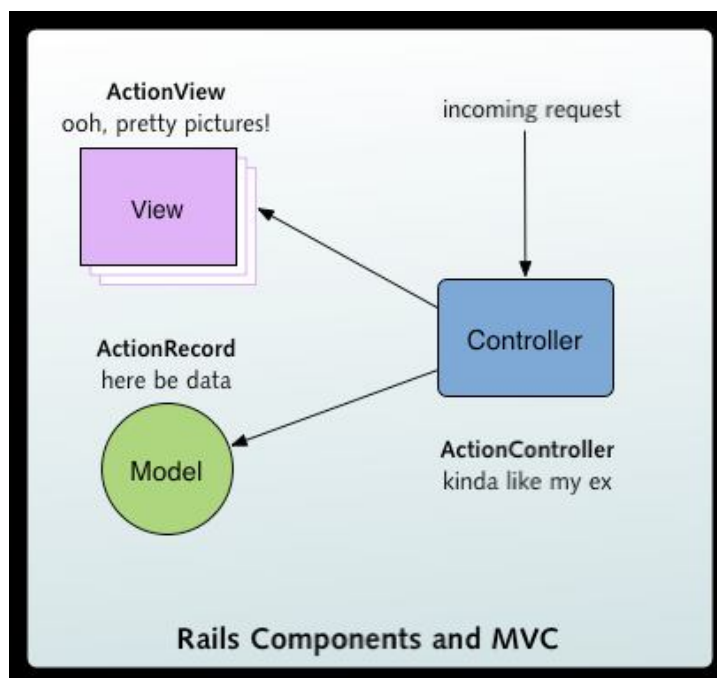 ActionView
ooh, pretty pictures!
View
incoming request
Controller
ActionRecord
here be data
Model
ActionController
kinda like my ex
Rails Components and MVC